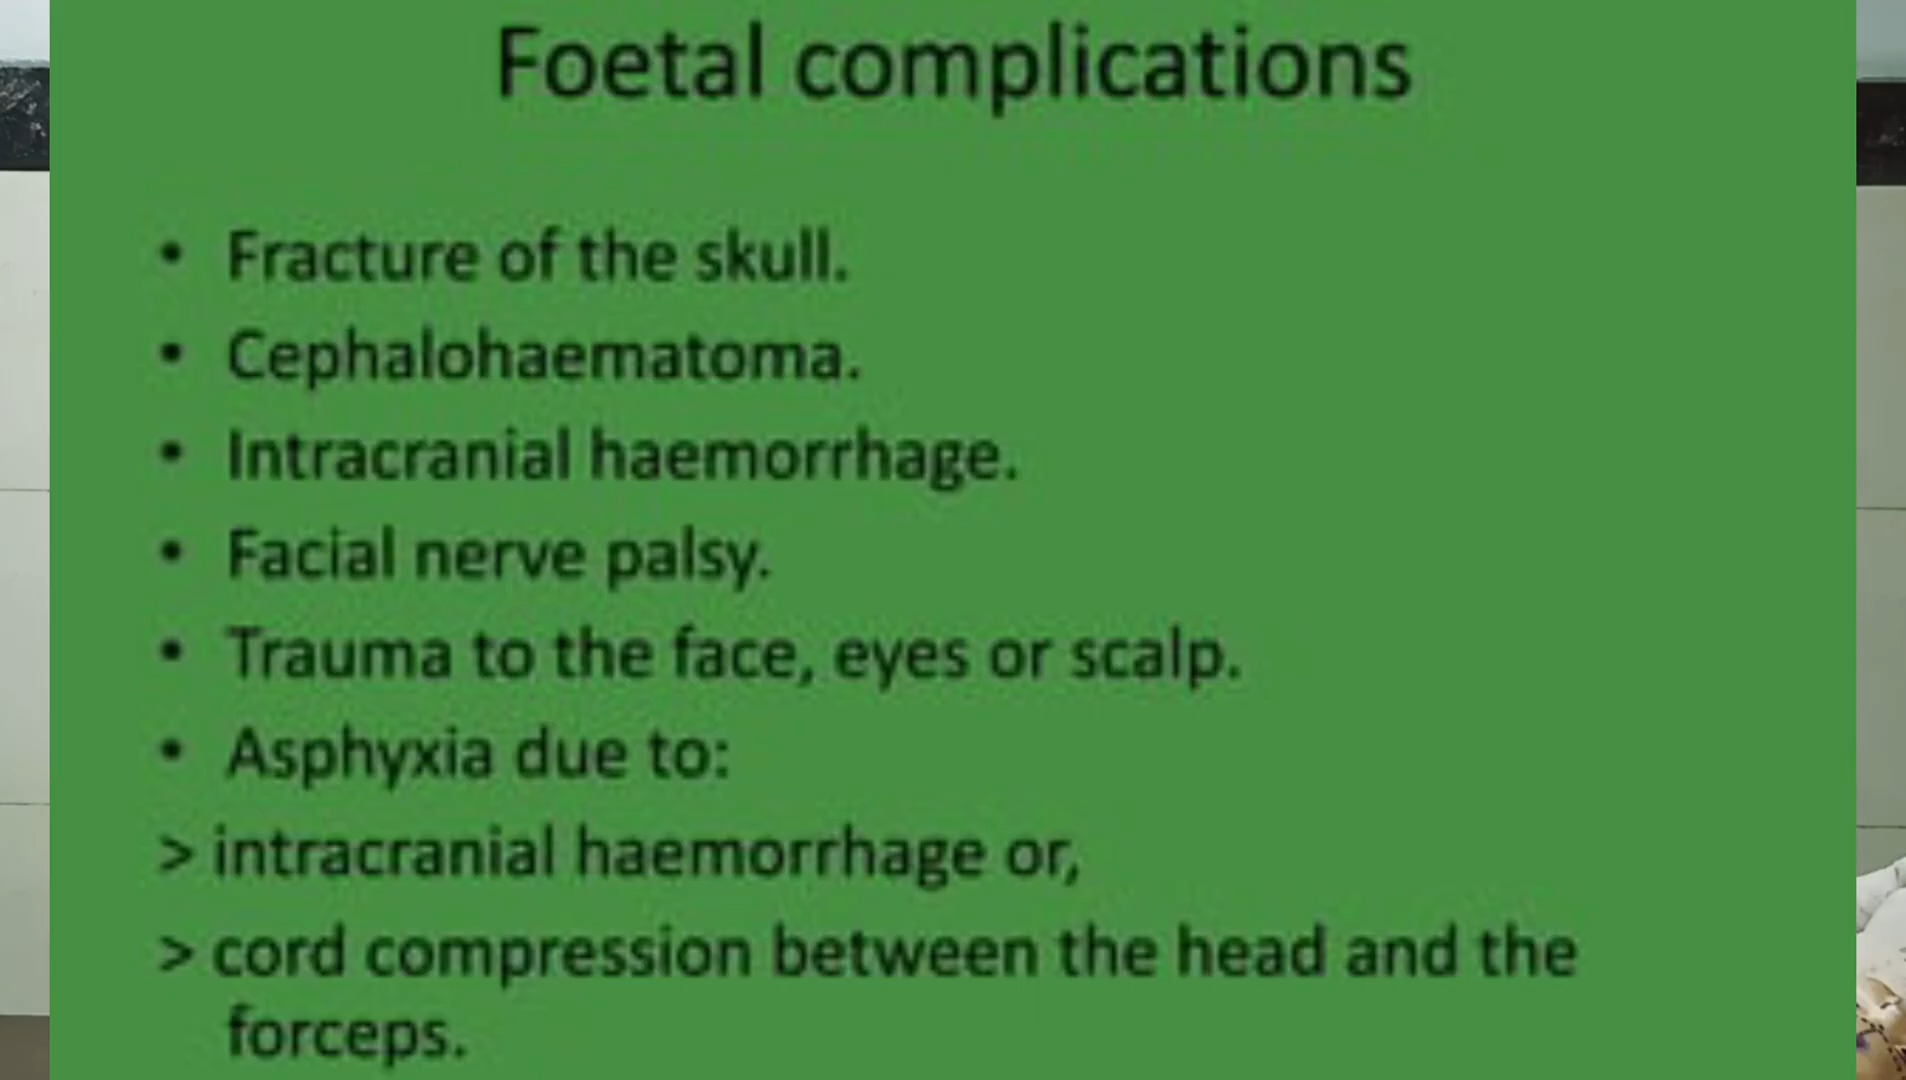 Foetal complications
• Fracture of the skull.
• Cephalohaematoma.
• Intracranial haemorrhage.
• Facial nerve palsy.
• Trauma to the face, eyes or scalp.
• Asphyxia due to:
> intracranial haemorrhage or,
> cord compression between the head and the
forceps.